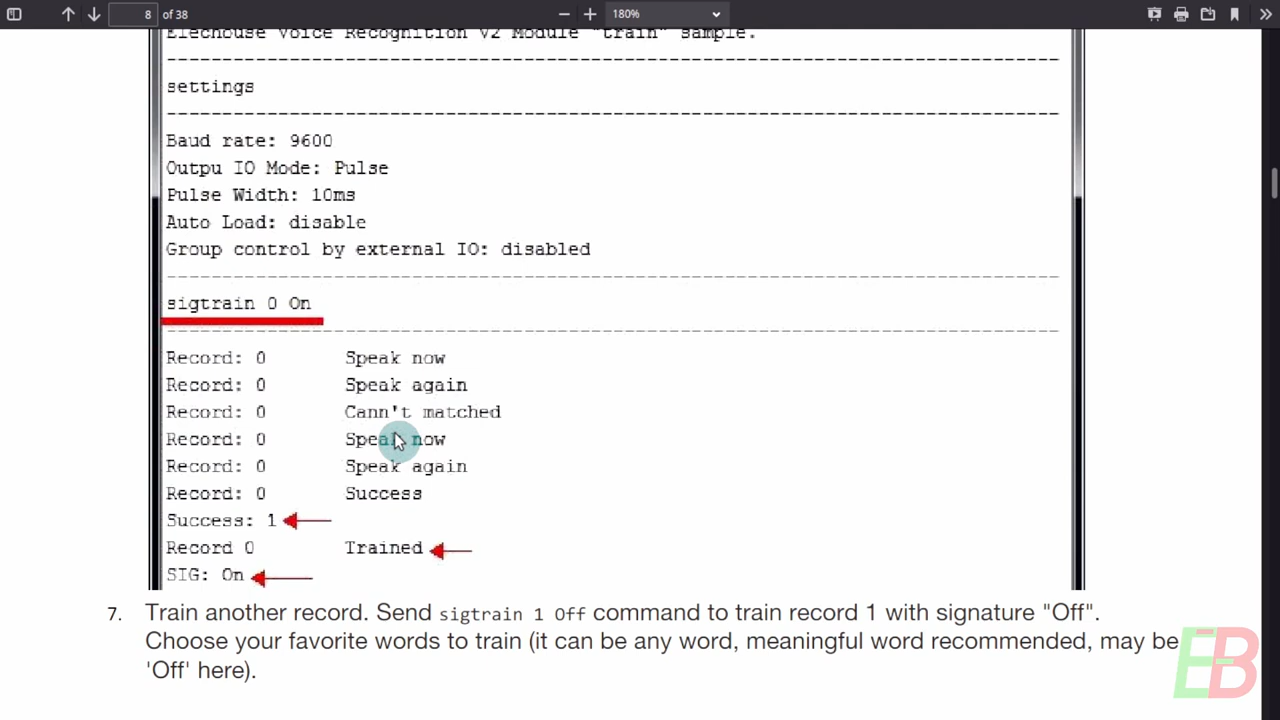 8 of 38
180%
Elechouse Voice Recognition V2 Module "train" sample.
--------------------------------------------------------------------------------
settings
--------------------------------------------------------------------------------
Baud rate: 9600
Outpu IO Mode: Pulse
Pulse Width: 10ms
Auto Load: disable
Group control by external IO: disabled
--------------------------------------------------------------------------------
sigtrain 0 On
--------------------------------------------------------------------------------
Record: 0 Speak now
Record: 0 Speak again
Record: 0 Cann't matched
Record: 0 Speak now
Record: 0 Speak again
Record: 0 Success
Success: 1
Record 0 Trained
SIG: On
7. Train another record. Send sigtrain 1 Off command to train record 1 with signature "Off".
Choose your favorite words to train (it can be any word, meaningful word recommended, may be
'Off' here).
EB